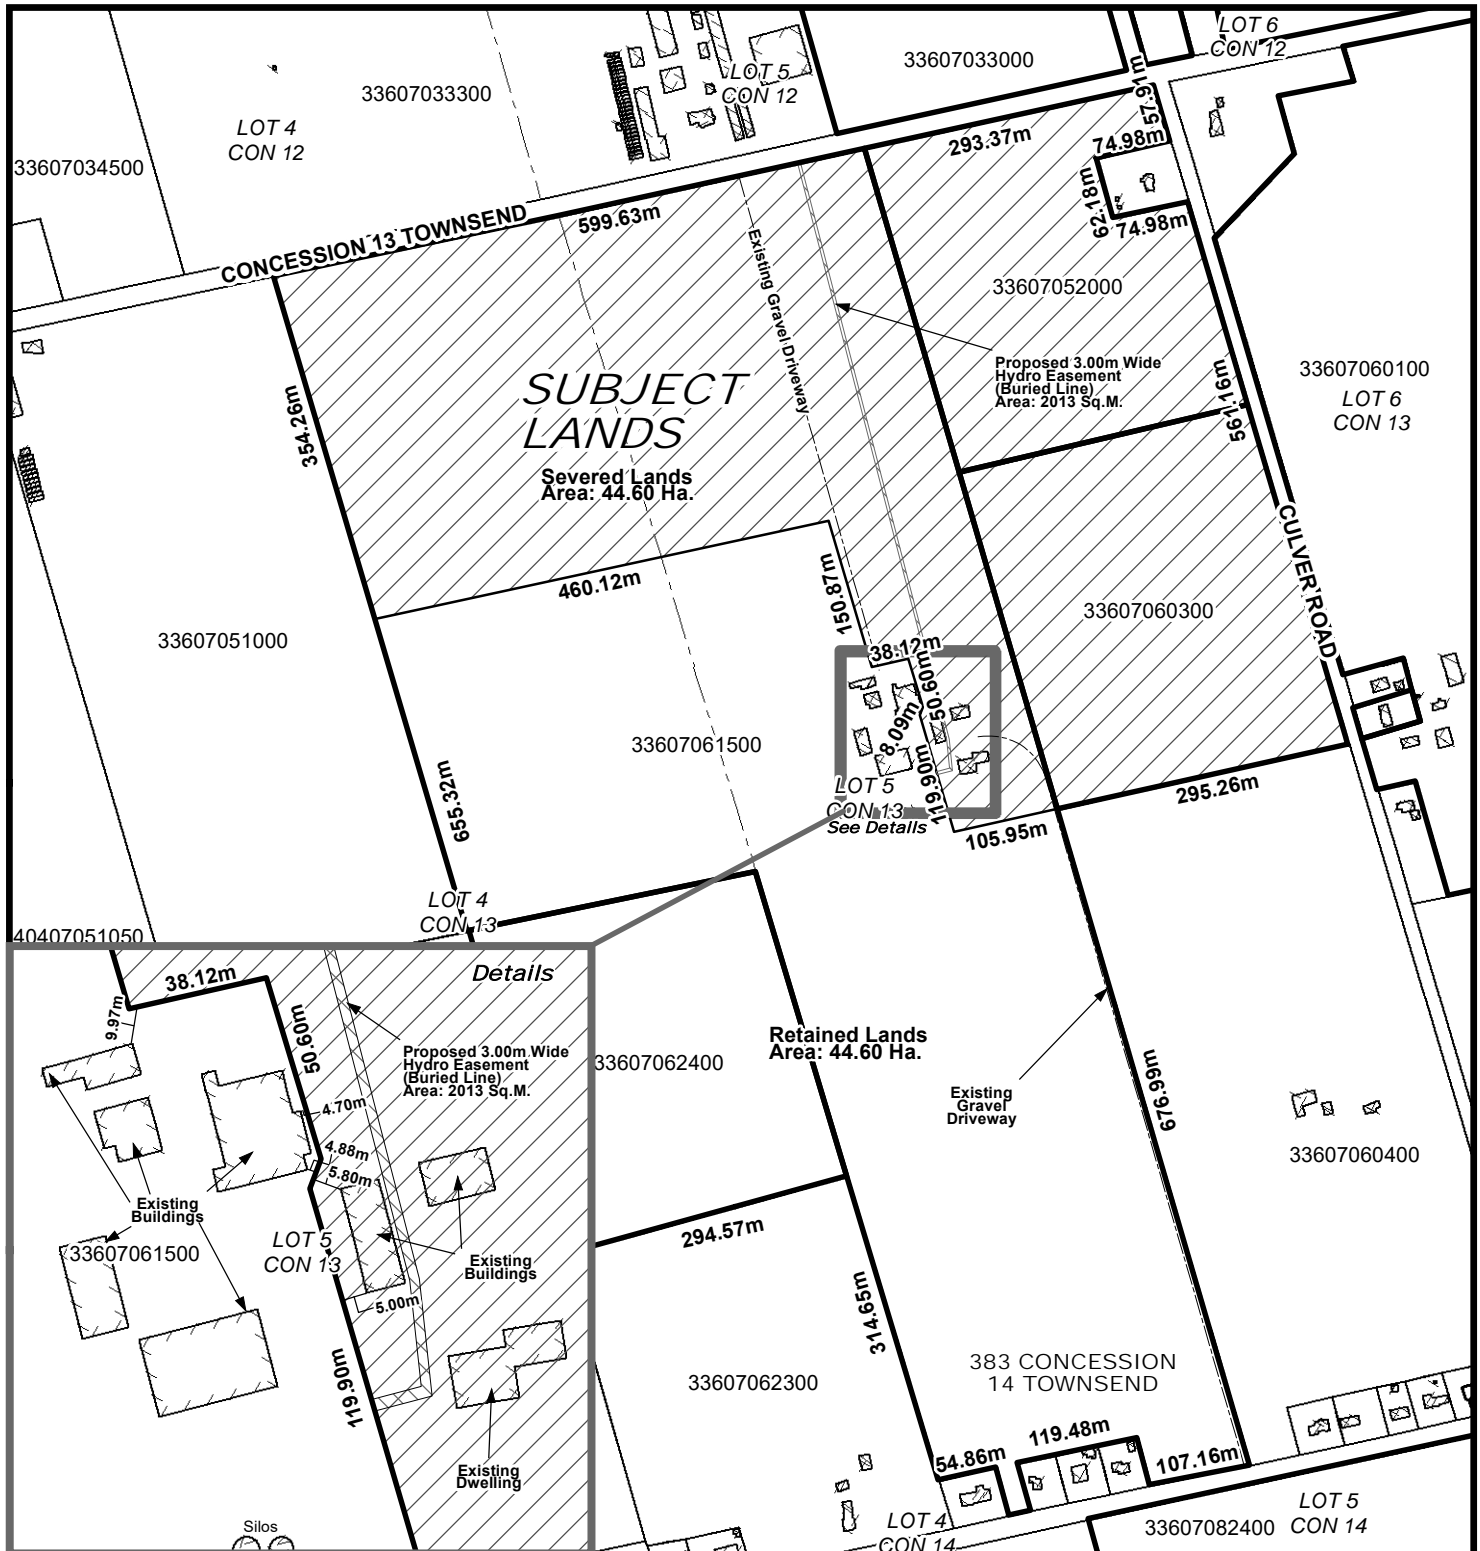 LOT 6
CON 12
33607033000
LOT 5
CON 12
33607033300
LOT 4
CON 12
33607034500
57.91m
74.98m
293.37m
62.18m
74.98m
599.63m
CONCESSION 13 TOWNSEND
Existing Gravel Driveway
33607052000
Proposed 3.00m Wide
Hydro Easement
(Buried Line)
Area: 2013 Sq.M.
33607060100
LOT 6
CON 13
561.16m
354.26m
SUBJECT
LANDS
Severed Lands
Area: 44.60 Ha.
CULVER ROAD
460.12m
150.87m
33607060300
33607051000
38.12m
50.60m
8.09m
33607061500
119.90m
LOT 5
CON 13
See Details
655.32m
295.26m
105.95m
LOT 4
CON 13
40407051050
Details
38.12m
9.97m
50.60m
Proposed 3.00m Wide
Hydro Easement
(Buried Line)
Area: 2013 Sq.M.
4.70m
4.88m
5.80m
Existing
Buildings
33607061500
LOT 5
CON 13
Existing
Buildings
5.00m
119.90m
Existing
Dwelling
Silos
33607062400
Retained Lands
Area: 44.60 Ha.
Existing
Gravel
Driveway
676.99m
33607060400
294.57m
314.65m
33607062300
383 CONCESSION
14 TOWNSEND
119.48m
54.86m
107.16m
LOT 4
CON 14
33607082400
LOT 5
CON 14